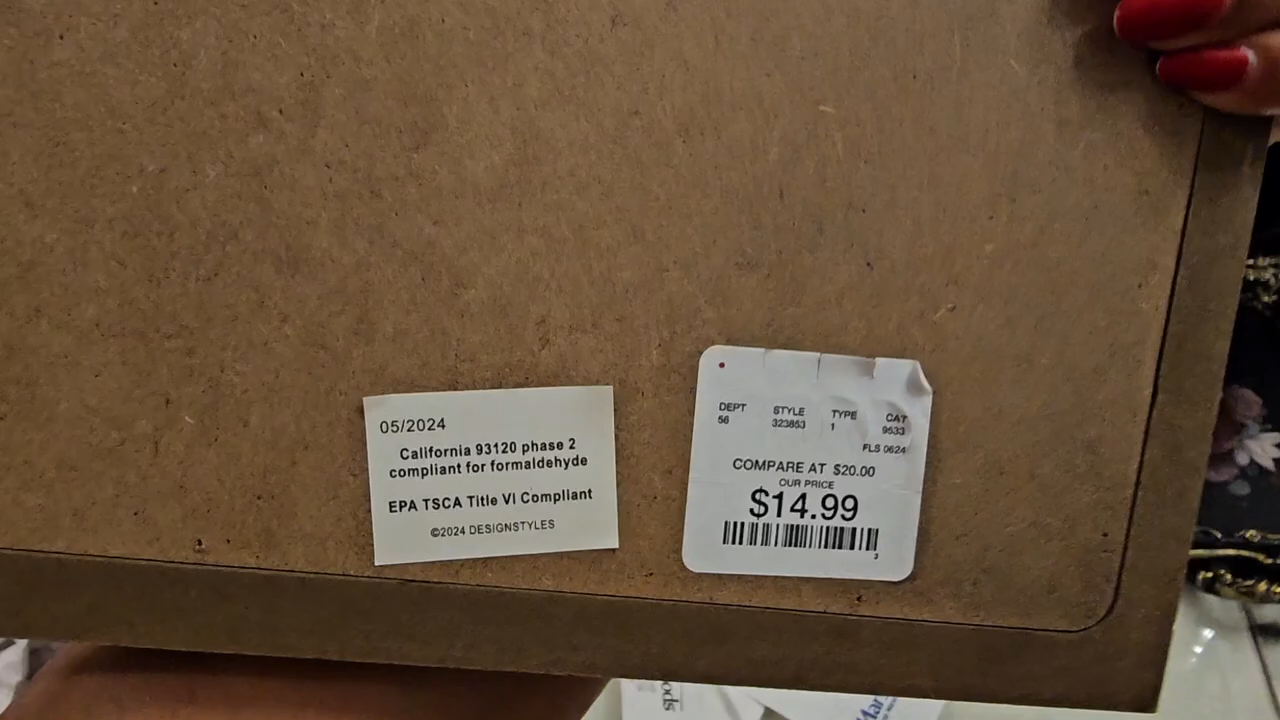 05/2024
California 93120 phase 2
compliant for formaldehyde
EPA TSCA Title VI Compliant
©2024 DESIGNSTYLES
DEPT STYLE TYPE CAT
56 323853 1 9533
FLS 0624
COMPARE AT $20.00
OUR PRICE
$14.99
3